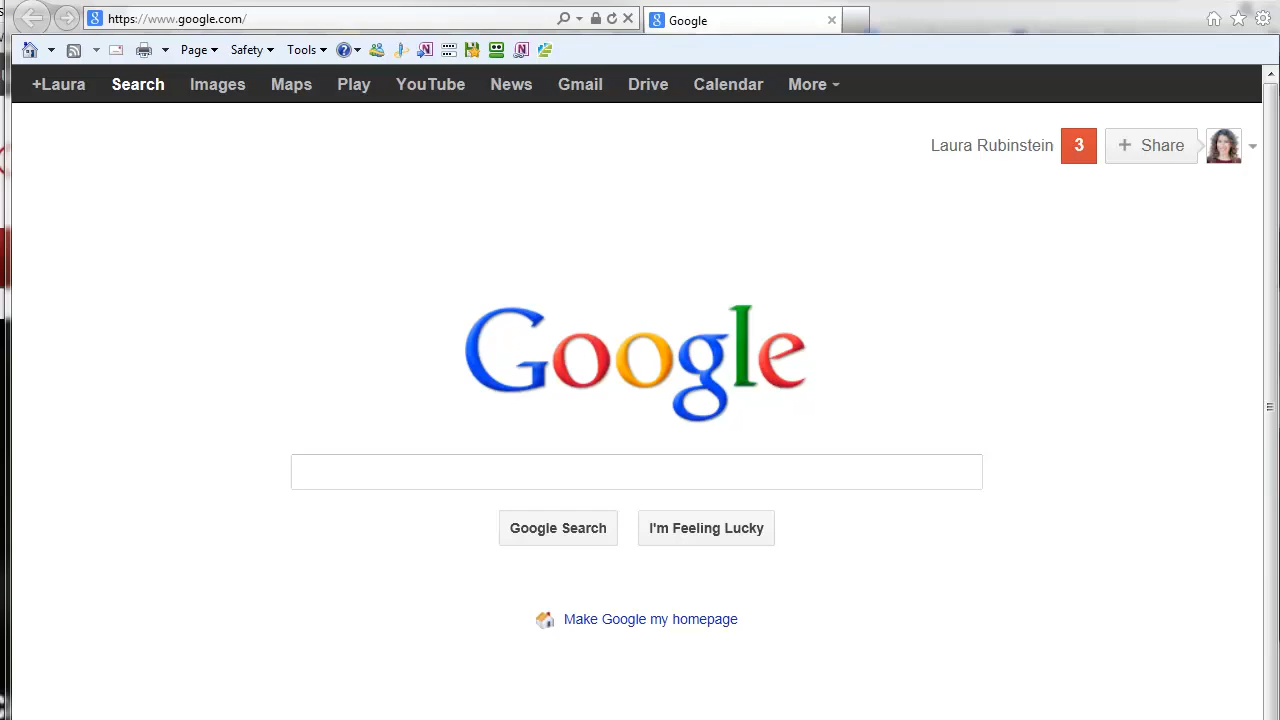 https://www.google.com/
Google
Page Safety Tools
+Laura Search Images Maps Play YouTube News Gmail Drive Calendar More
Laura Rubinstein 3 + Share
Google
Google Search I'm Feeling Lucky
Make Google my homepage